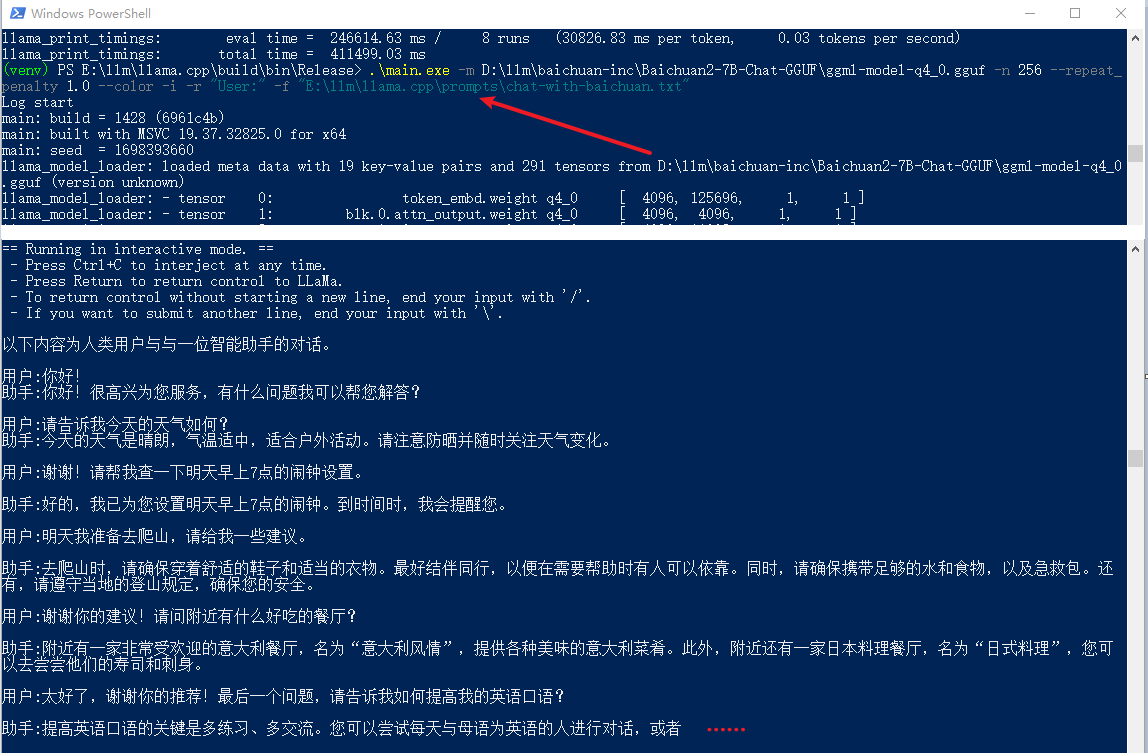 Windows PowerShell
llama_print_timings:        eval time =  246614.63 ms /     8 runs   (30826.83 ms per token,     0.03 tokens per second)
llama_print_timings:       total time =  411499.03 ms
(venv) PS E:\llm\llama.cpp\build\bin\Release> .\main.exe -m D:\llm\baichuan-inc\Baichuan2-7B-Chat-GGUF\ggml-model-q4_0.gguf -n 256 --repeat_
penalty 1.0 --color -i -r "User:" -f "E:\llm\llama.cpp\prompts\chat-with-baichuan.txt"
Log start
main: build = 1428 (6961c4b)
main: built with MSVC 19.37.32825.0 for x64
main: seed  = 1698393660
llama_model_loader: loaded meta data with 19 key-value pairs and 291 tensors from D:\llm\baichuan-inc\Baichuan2-7B-Chat-GGUF\ggml-model-q4_0
.gguf (version unknown)
llama_model_loader: - tensor    0:                token_embd.weight q4_0     [  4096, 125696,     1,     1 ]
llama_model_loader: - tensor    1:         blk.0.attn_output.weight q4_0     [  4096,  4096,     1,     1 ]
== Running in interactive mode. ==
 - Press Ctrl+C to interject at any time.
 - Press Return to return control to LLaMa.
 - To return control without starting a new line, end your input with '/'.
 - If you want to submit another line, end your input with '\'.
以下内容为人类用户与与一位智能助手的对话。
用户:你好!
助手:你好! 很高兴为您服务，有什么问题我可以帮您解答?
用户:请告诉我今天的天气如何?
助手:今天的天气是晴朗，气温适中，适合户外活动。请注意防晒并随时关注天气变化。
用户:谢谢! 请帮我查一下明天早上7点的闹钟设置。
助手:好的，我已为您设置明天早上7点的闹钟。到时间时，我会提醒您。
用户:明天我准备去爬山，请给我一些建议。
助手:去爬山时，请确保穿着舒适的鞋子和适当的衣物。最好结伴同行，以便在需要帮助时有人可以依靠。同时，请确保携带足够的水和食物，以及急救包。还
有，请遵守当地的登山规定，确保您的安全。
用户:谢谢你的建议! 请问附近有什么好吃的餐厅?
助手:附近有一家非常受欢迎的意大利餐厅，名为“意大利风情”，提供各种美味的意大利菜肴。此外，附近还有一家日本料理餐厅，名为“日式料理”，您可
以去尝尝他们的寿司和刺身。
用户:太好了，谢谢你的推荐! 最后一个问题，请告诉我如何提高我的英语口语?
助手:提高英语口语的关键是多练习、多交流。您可以尝试每天与母语为英语的人进行对话，或者 ……